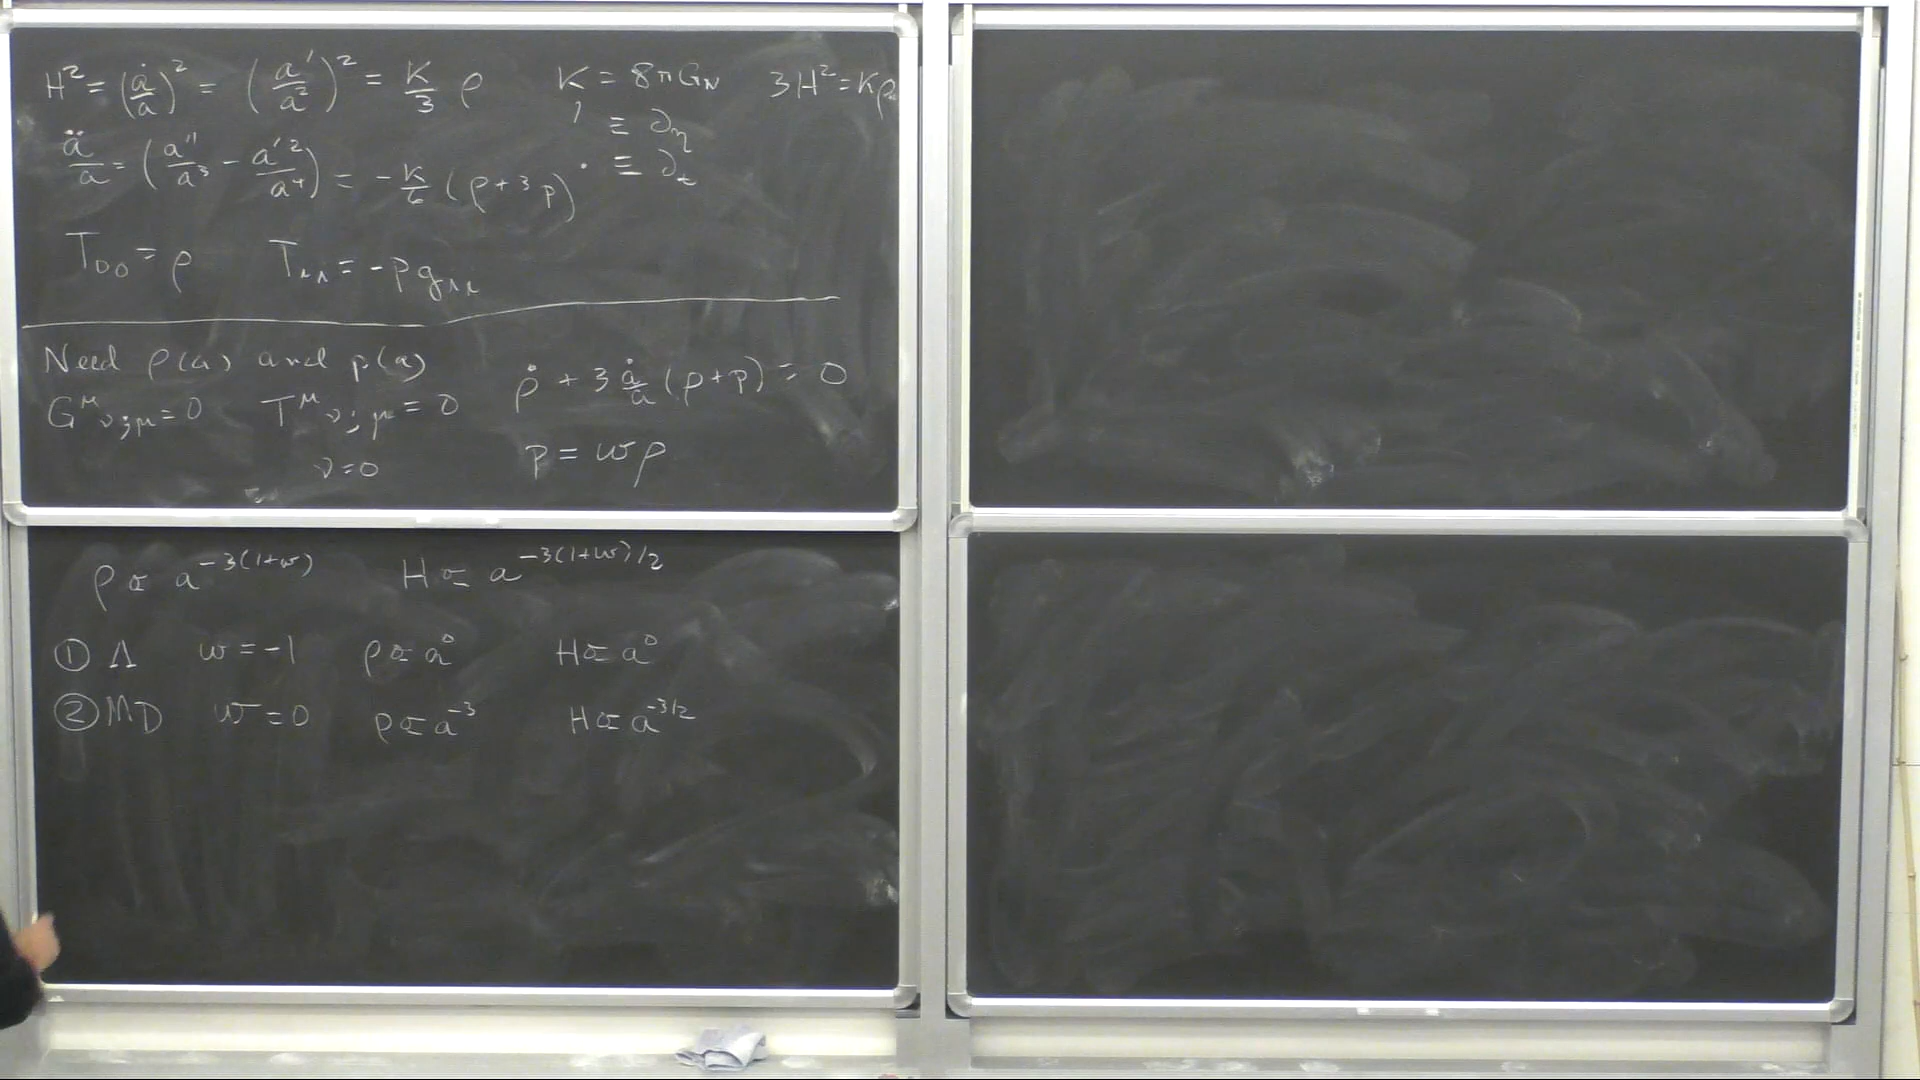 H² = (ȧ/a)² = (a'/a²)² = K/3 ρ    K = 8πG_N    3H² = Kρ
' ≡ ∂_η
ä/a = (a''/a³ - a'²/a⁴) = -K/6 (ρ+3p)    · ≡ ∂_t
T₀₀ = ρ    T_ii = -p g_ii
Need ρ(a) and p(a)    ρ̇ + 3 ȧ/a (ρ+p) = 0
G^μ_ν;μ = 0    T^μ_ν;μ = 0
ν=0    p = wρ
ρ ∝ a^-3(1+w)    H ∝ a^-3(1+w)/2
① Λ    w = -1    ρ ∝ a⁰    H ∝ a⁰
② MD    w = 0    ρ ∝ a^-3    H ∝ a^-3/2